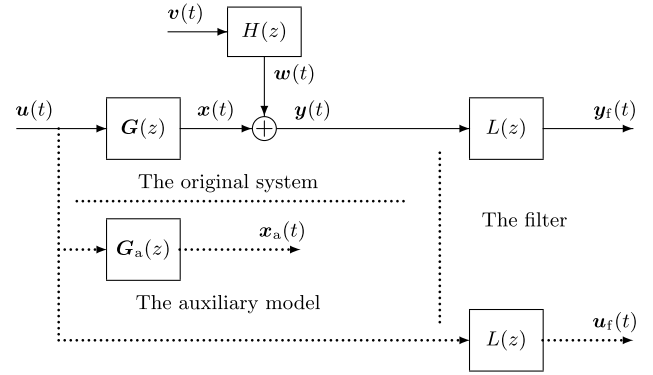 v(t)
H(z)
w(t)
u(t)
G(z)
x(t)
+
y(t)
L(z)
y_f(t)
The original system
The filter
G_a(z)
x_a(t)
The auxiliary model
L(z)
u_f(t)